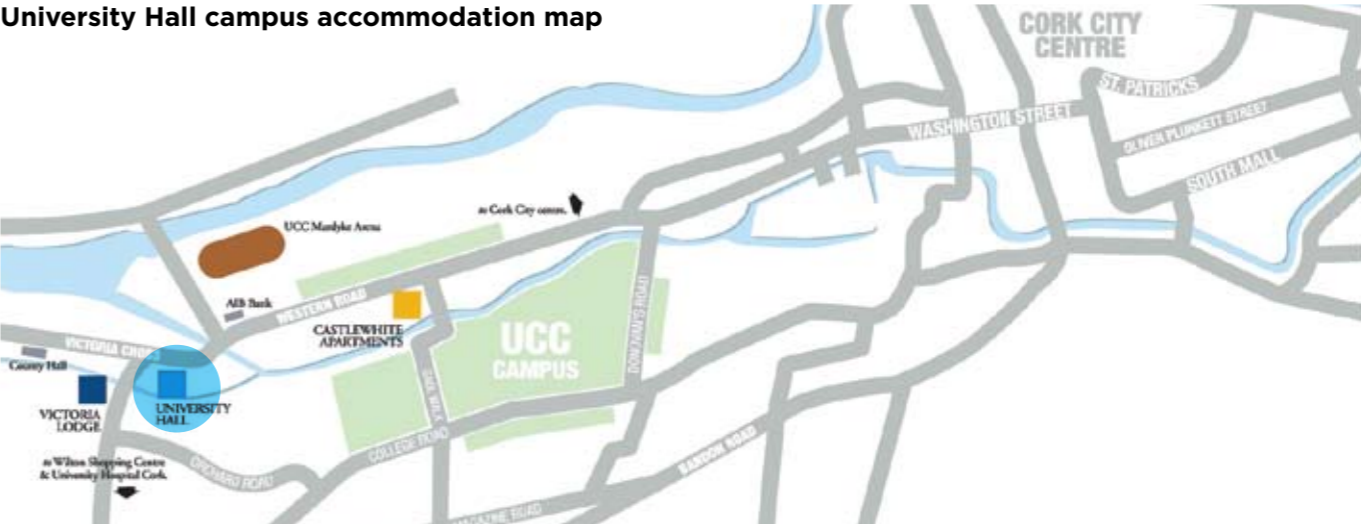 University Hall campus accommodation map
CORK CITY
CENTRE
ST. PATRICKS
WASHINGTON STREET
OLIVER PLUNKETT STREET
SOUTH MALL
to Cork City centre.
UCC Mardyke Arena
AIB Bank
WESTERN ROAD
CASTLEWHITE
APARTMENTS
UCC
CAMPUS
DONOVAN'S ROAD
VICTORIA CROSS
County Hall
VICTORIA
LODGE
UNIVERSITY
HALL
GAOL WALK
COLLEGE ROAD
ORCHARD ROAD
to Wilton Shopping Centre
& University Hospital Cork.
BANDON ROAD
MAGAZINE ROAD